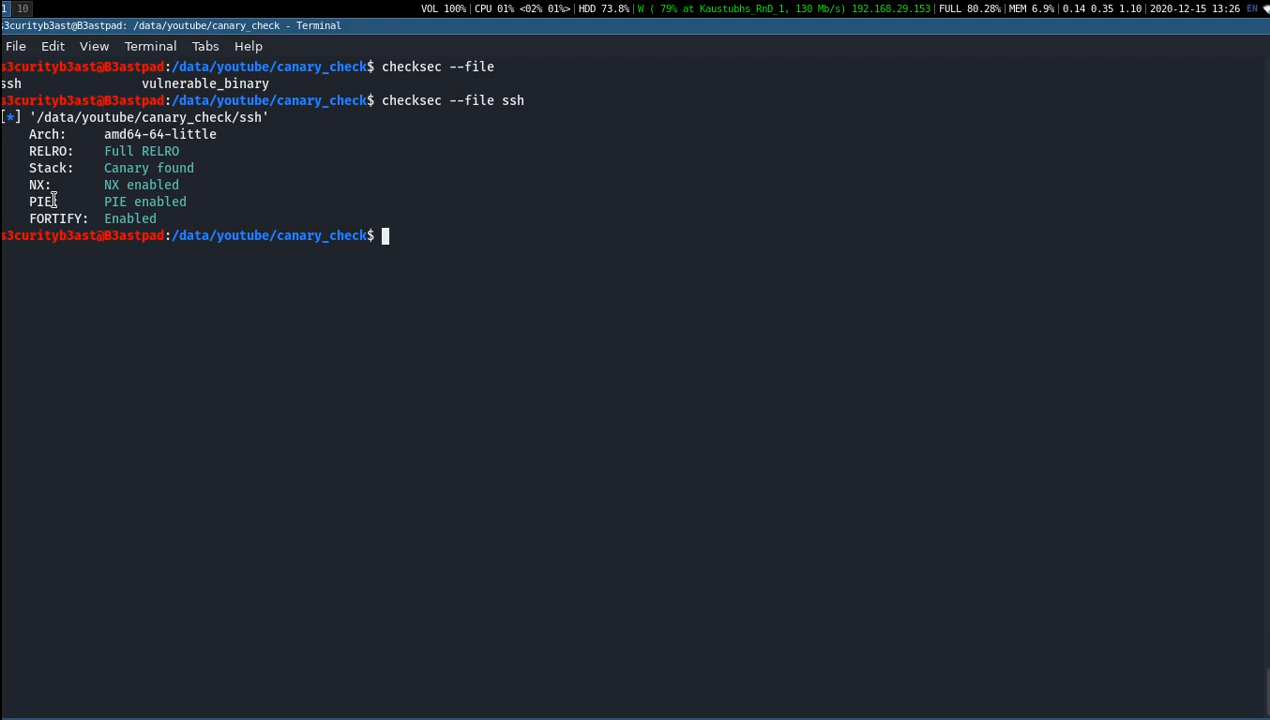 1 10 VOL 100%|CPU 01% <02% 01%>|HDD 73.8%|W ( 79% at Kaustubhs_RnD_1, 130 Mb/s) 192.168.29.153|FULL 80.28%|MEM 6.9%|0.14 0.35 1.10|2020-12-15 13:26 EN
s3curityb3ast@B3astpad: /data/youtube/canary_check - Terminal
File Edit View Terminal Tabs Help
s3curityb3ast@B3astpad:/data/youtube/canary_check$ checksec --file
ssh vulnerable_binary
s3curityb3ast@B3astpad:/data/youtube/canary_check$ checksec --file ssh
[*] '/data/youtube/canary_check/ssh'
Arch: amd64-64-little
RELRO: Full RELRO
Stack: Canary found
NX: NX enabled
PIE: PIE enabled
FORTIFY: Enabled
s3curityb3ast@B3astpad:/data/youtube/canary_check$